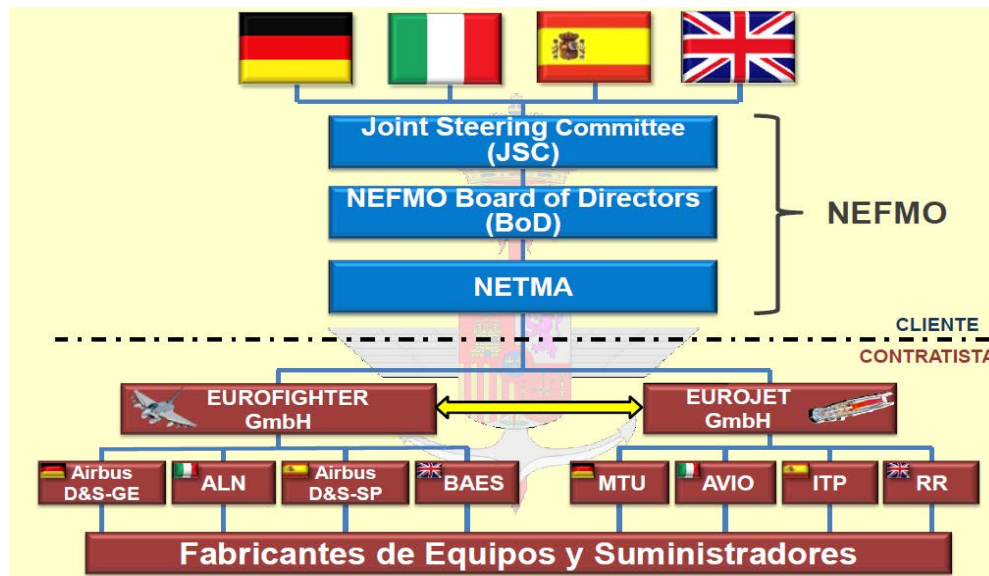 Joint Steering Committee
(JSC)
NEFMO Board of Directors
(BoD)
NEFMO
NETMA
CLIENTE
CONTRATISTA
EUROFIGHTER
GmbH
EUROJET
GmbH
Airbus
D&S-GE
ALN
Airbus
D&S-SP
BAES
MTU
AVIO
ITP
RR
Fabricantes de Equipos y Suministradores